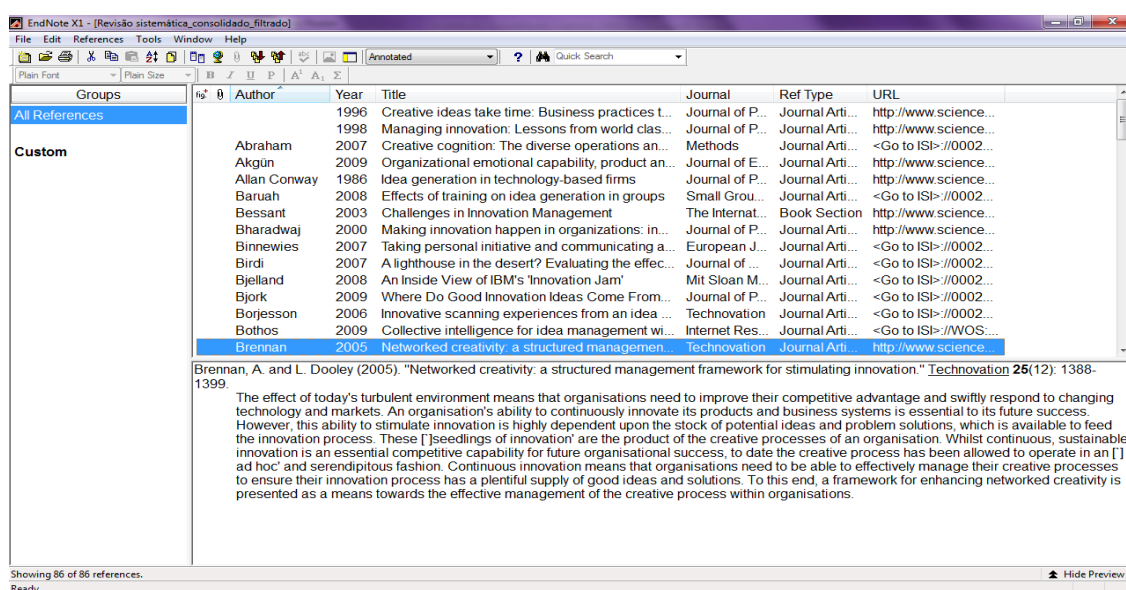 EndNote X1 - [Revisão sistemática_consolidado_filtrado]
File Edit References Tools Window Help
Annotated ? Quick Search
Plain Font Plain Size B I U P A¹ A₁ Σ
Groups Author Year Title Journal Ref Type URL
All References 1996 Creative ideas take time: Business practices t... Journal of P... Journal Arti... http://www.science...
1998 Managing innovation: Lessons from world clas... Journal of P... Journal Arti... http://www.science...
Custom Abraham 2007 Creative cognition: The diverse operations an... Methods Journal Arti... <Go to ISI>://0002...
Akgün 2009 Organizational emotional capability, product an... Journal of E... Journal Arti... http://www.science...
Allan Conway 1986 Idea generation in technology-based firms Journal of P... Journal Arti... http://www.science...
Baruah 2008 Effects of training on idea generation in groups Small Grou... Journal Arti... <Go to ISI>://0002...
Bessant 2003 Challenges in Innovation Management The Internat... Book Section http://www.science...
Bharadwaj 2000 Making innovation happen in organizations: in... Journal of P... Journal Arti... http://www.science...
Binnewies 2007 Taking personal initiative and communicating a... European J... Journal Arti... <Go to ISI>://0002...
Birdi 2007 A lighthouse in the desert? Evaluating the effec... Journal of ... Journal Arti... <Go to ISI>://0002...
Bjelland 2008 An Inside View of IBM's 'Innovation Jam' Mit Sloan M... Journal Arti... <Go to ISI>://0002...
Bjork 2009 Where Do Good Innovation Ideas Come From... Journal of P... Journal Arti... <Go to ISI>://0002...
Borjesson 2006 Innovative scanning experiences from an idea ... Technovation Journal Arti... <Go to ISI>://0002...
Bothos 2009 Collective intelligence for idea management wi... Internet Res... Journal Arti... <Go to ISI>://WOS:...
Brennan 2005 Networked creativity: a structured managemen... Technovation Journal Arti... http://www.science...
Brennan, A. and L. Dooley (2005). "Networked creativity: a structured management framework for stimulating innovation." Technovation 25(12): 1388-
1399.
The effect of today's turbulent environment means that organisations need to improve their competitive advantage and swiftly respond to changing
technology and markets. An organisation's ability to continuously innovate its products and business systems is essential to its future success.
However, this ability to stimulate innovation is highly dependent upon the stock of potential ideas and problem solutions, which is available to feed
the innovation process. These [`]seedlings of innovation' are the product of the creative processes of an organisation. Whilst continuous, sustainable
innovation is an essential competitive capability for future organisational success, to date the creative process has been allowed to operate in an [`]
ad hoc' and serendipitous fashion. Continuous innovation means that organisations need to be able to effectively manage their creative processes
to ensure their innovation process has a plentiful supply of good ideas and solutions. To this end, a framework for enhancing networked creativity is
presented as a means towards the effective management of the creative process within organisations.
Showing 86 of 86 references. Hide Preview
Ready